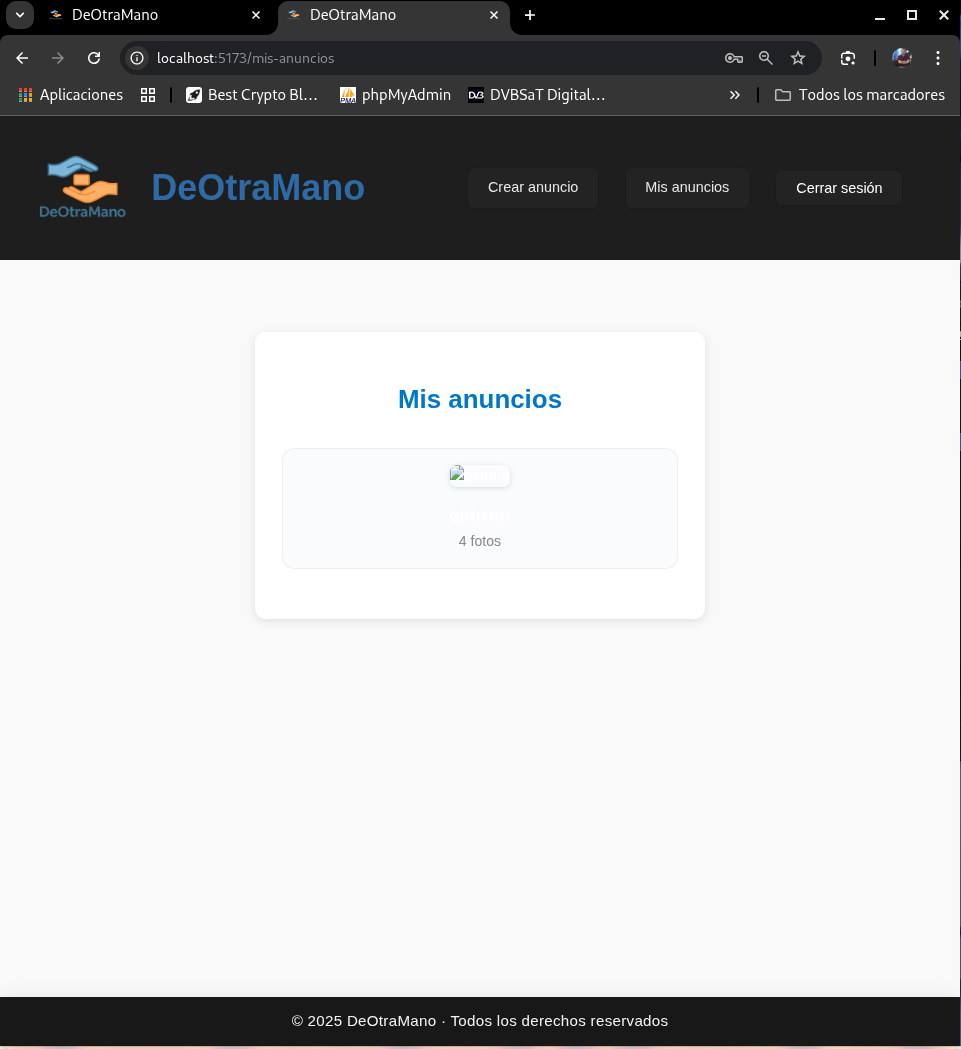 DeOtraMano
DeOtraMano
localhost:5173/mis-anuncios
Aplicaciones
Best Crypto Bl...
phpMyAdmin
DVBSaT Digital...
Todos los marcadores
DeOtraMano
DeOtraMano
Crear anuncio
Mis anuncios
Cerrar sesión
Mis anuncios
4 fotos
© 2025 DeOtraMano · Todos los derechos reservados